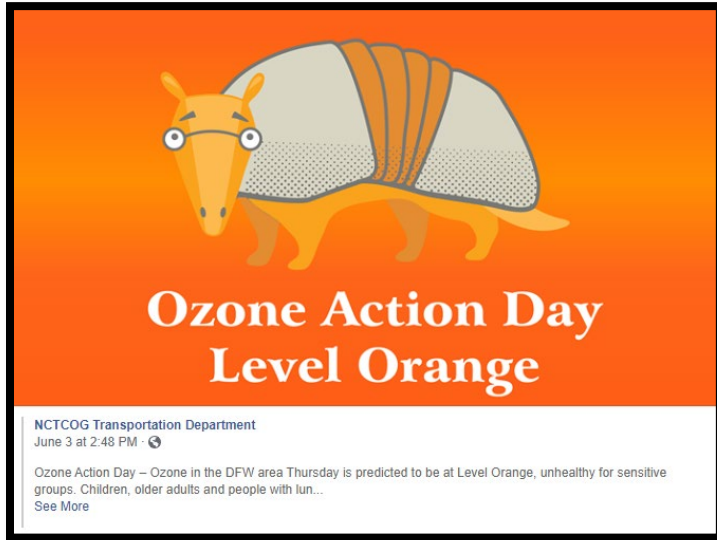 Ozone Action Day
Level Orange
NCTCOG Transportation Department
June 3 at 2:48 PM ·
Ozone Action Day – Ozone in the DFW area Thursday is predicted to be at Level Orange, unhealthy for sensitive
groups. Children, older adults and people with lun...
See More